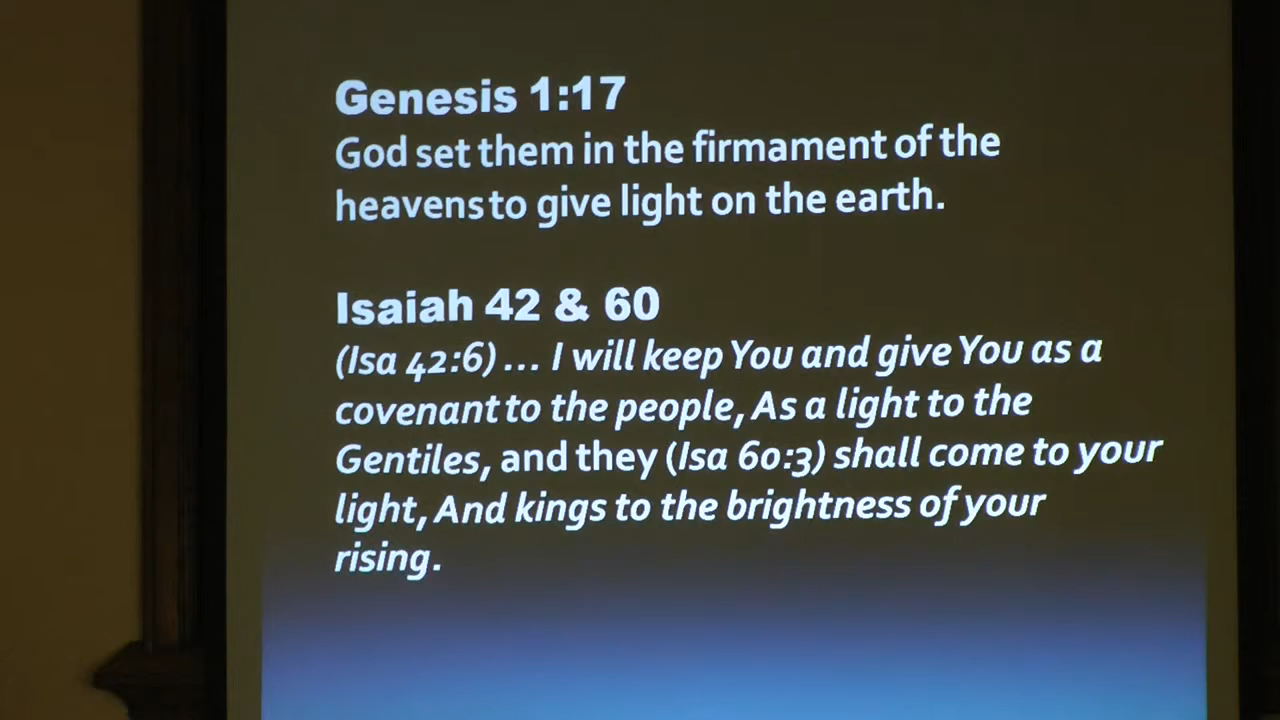 Genesis 1:17
God set them in the firmament of the
heavens to give light on the earth.
Isaiah 42 & 60
(Isa 42:6) ... I will keep You and give You as a
covenant to the people, As a light to the
Gentiles, and they (Isa 60:3) shall come to your
light, And kings to the brightness of your
rising.